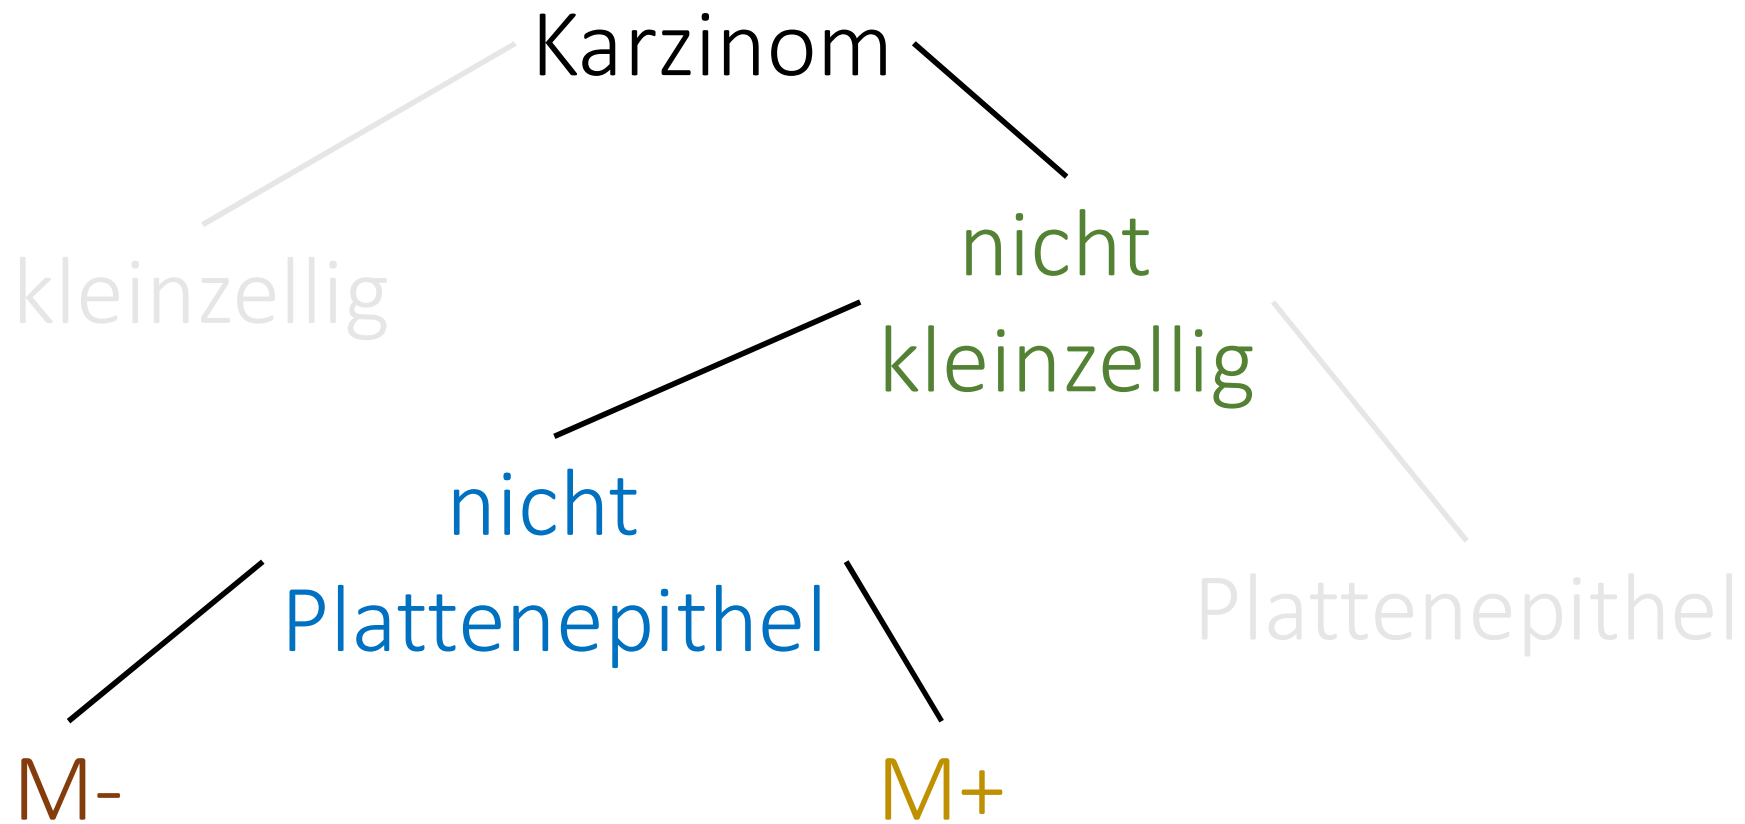 Karzinom
nicht
kleinzellig
kleinzellig
nicht
Plattenepithel
Plattenepithel
M-
M+